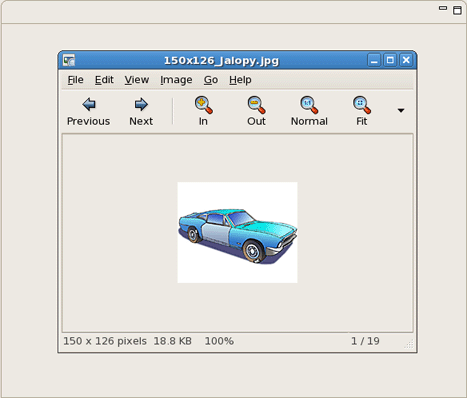 150x126_Jalopy.jpg
File Edit View Image Go Help
Previous Next In Out Normal Fit
150 x 126 pixels 18.8 KB 100% 1 / 19